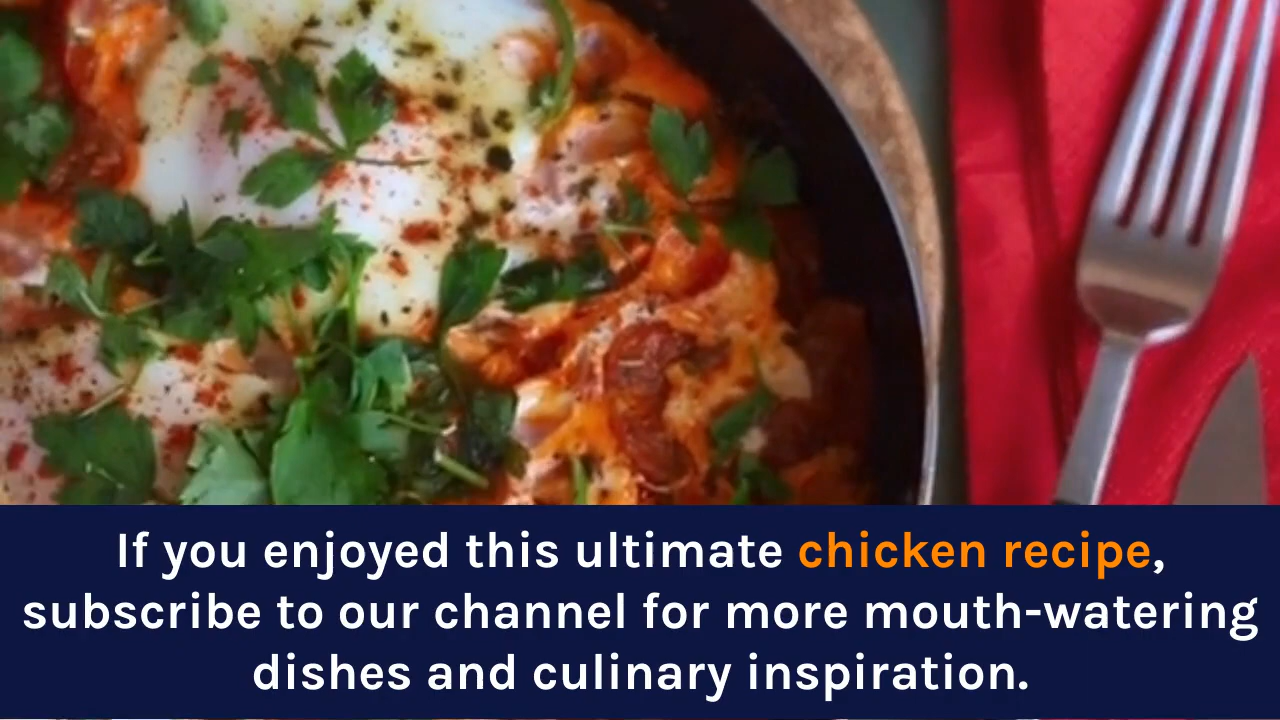 If you enjoyed this ultimate chicken recipe,
subscribe to our channel for more mouth-watering
dishes and culinary inspiration.